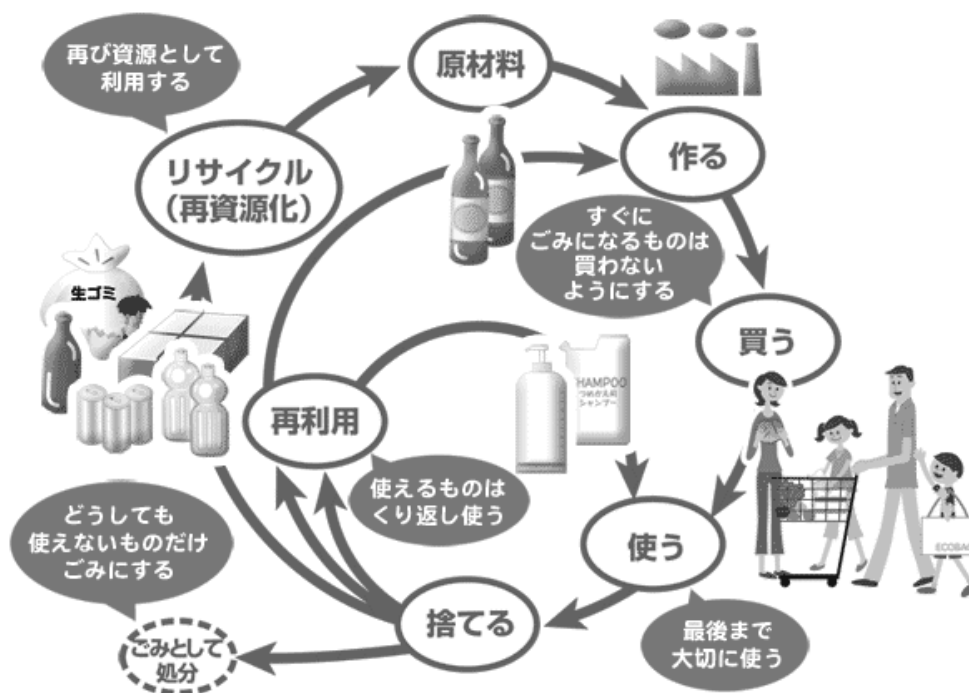 再び資源として
利用する
原材料
作る
リサイクル
（再資源化）
すぐに
ごみになるものは
買わない
ようにする
買う
生ゴミ
再利用
HAMPOO
つめかえ用
シャンプー
使えるものは
くり返し使う
どうしても
使えないものだけ
ごみにする
使う
ECOBAG
捨てる
最後まで
大切に使う
ごみとして
処分